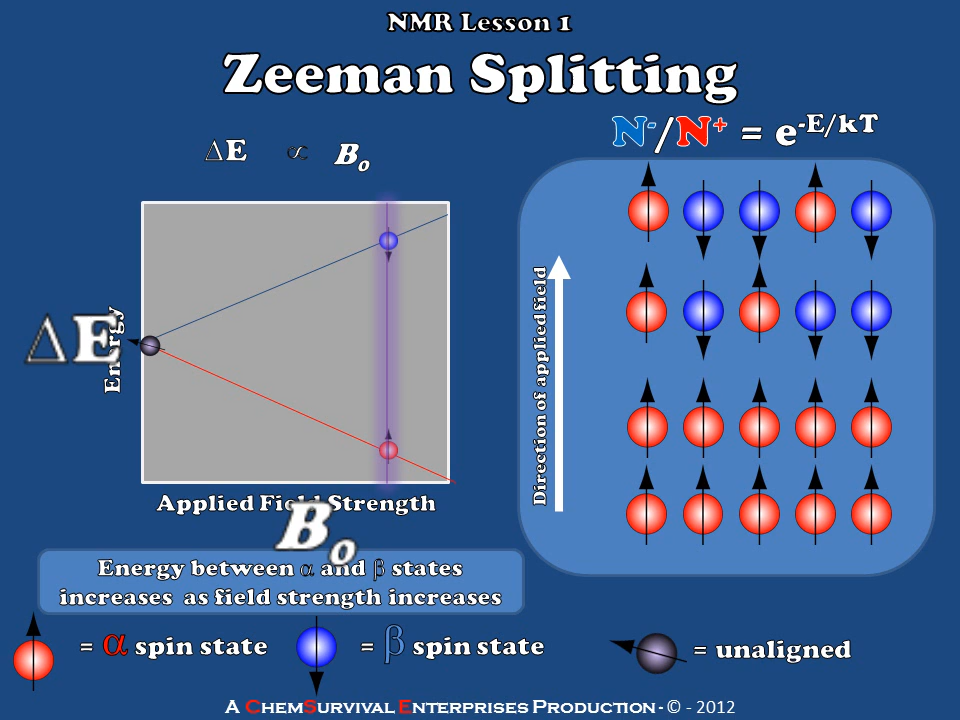 NMR Lesson 1
Zeeman Splitting
N-/N+ = e-E/kT
ΔE ∝ Bo
Direction of applied field
Energy
ΔE
Applied Field Strength
Bo
Energy between α and β states
increases as field strength increases
= α spin state
= β spin state
= unaligned
A ChemSurvival Enterprises Production - © - 2012